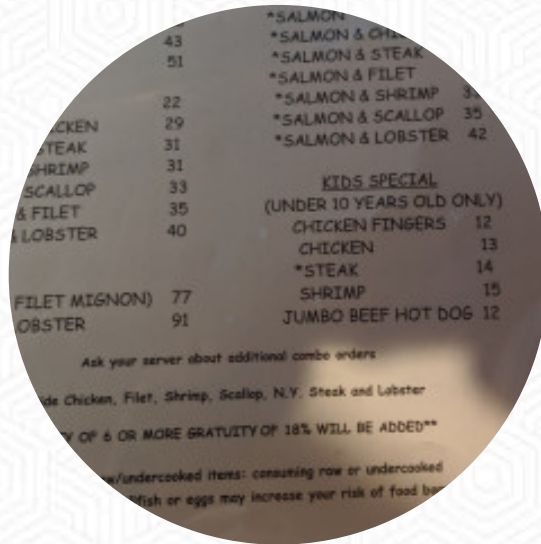 43
51
22
29
STEAK 31
SHRIMP 31
SCALLOP 33
& FILET 35
& LOBSTER 40
FILET MIGNON) 77
91
*SALMON
*SALMON &
*SALMON & STEAK
*SALMON & FILET
*SALMON & SHRIMP
*SALMON & SCALLOP 35
*SALMON & LOBSTER 42
KIDS SPECIAL
(UNDER 10 YEARS OLD ONLY)
CHICKEN FINGERS 12
CHICKEN 13
*STEAK 14
SHRIMP 15
JUMBO BEEF HOT DOG 12
Ask your server about additional combo orders
Chicken, Filet, Shrimp, Scallop, N.Y. Steak and Lobster
OF 6 OR MORE GRATUITY OF 18% WILL BE ADDED**
/undercooked items: consuming raw or undercooked
or eggs may increase your risk of food